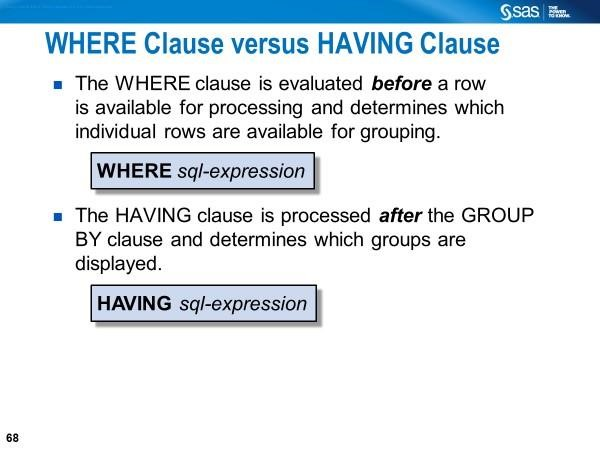 sas
THE
POWER
TO KNOW.
WHERE Clause versus HAVING Clause
The WHERE clause is evaluated before a row
is available for processing and determines which
individual rows are available for grouping.
WHERE sql-expression
The HAVING clause is processed after the GROUP
BY clause and determines which groups are
displayed.
HAVING sql-expression
68